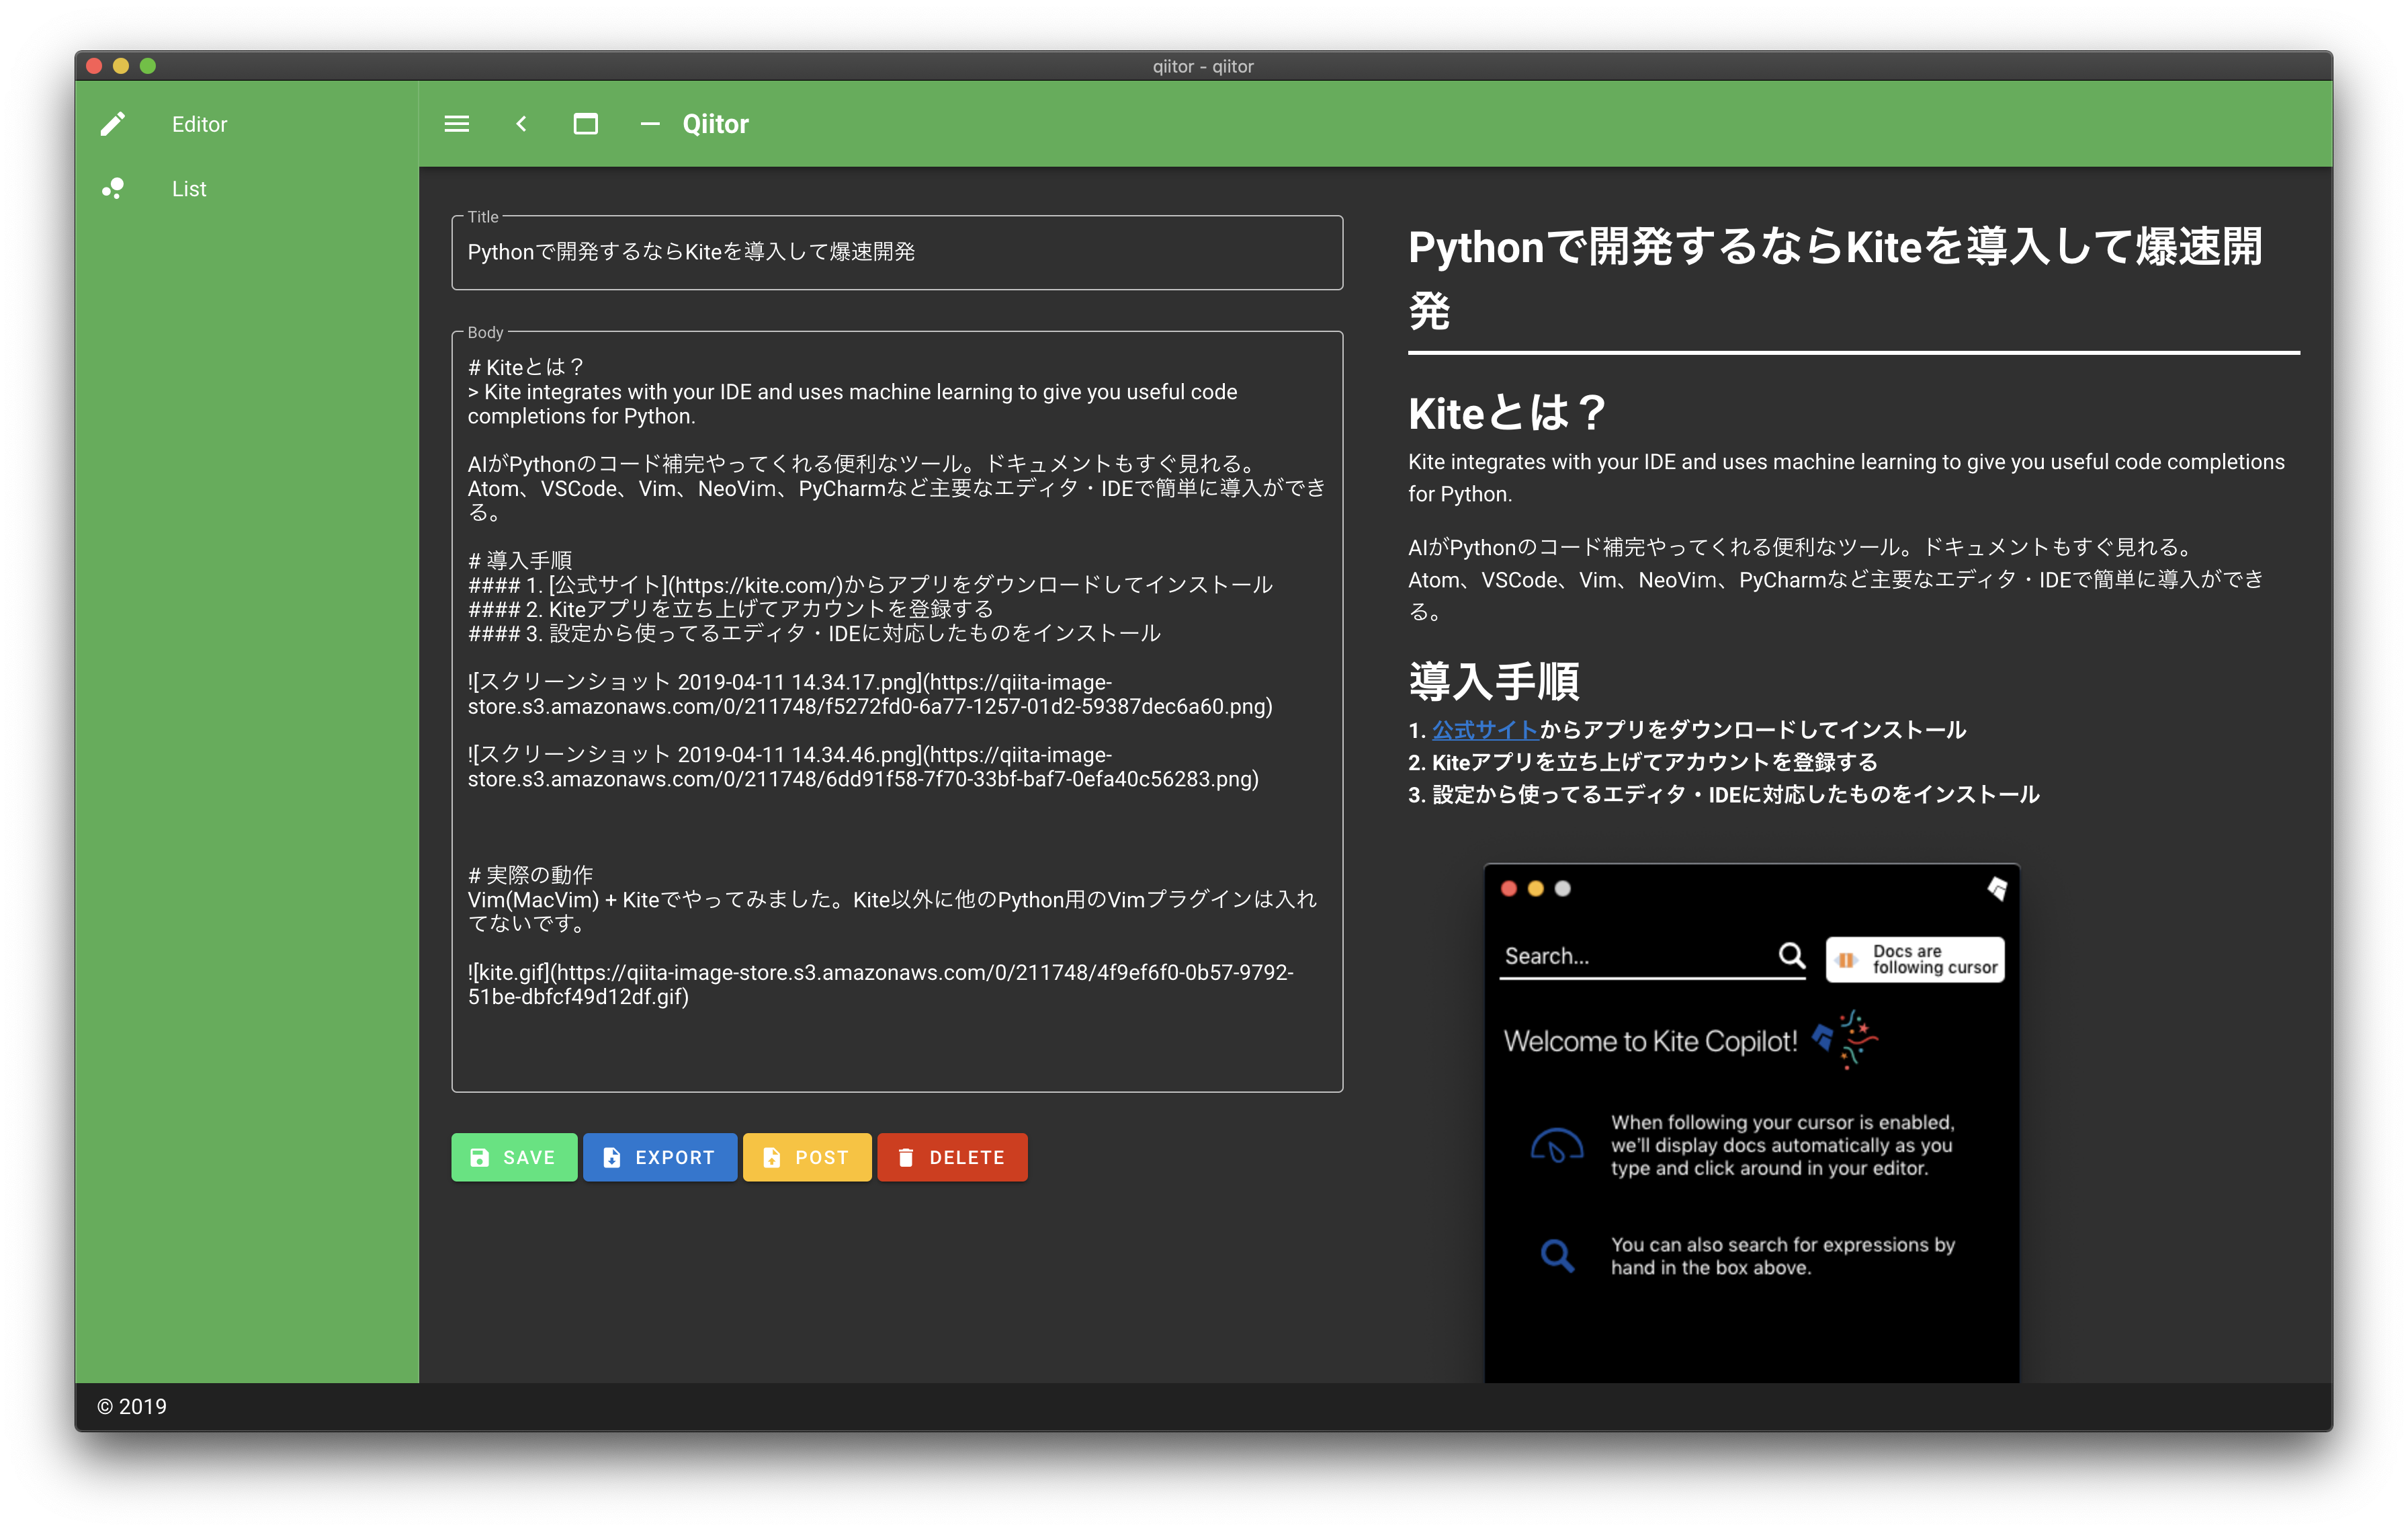 qiitor - qiitor
Editor
List
Qiitor
Title
Pythonで開発するならKiteを導入して爆速開発
Body
# Kiteとは？
> Kite integrates with your IDE and uses machine learning to give you useful code
completions for Python.
AIがPythonのコード補完やってくれる便利なツール。ドキュメントもすぐ見れる。
Atom、VSCode、Vim、NeoVim、PyCharmなど主要なエディタ・IDEで簡単に導入ができ
る。
# 導入手順
#### 1. [公式サイト](https://kite.com/)からアプリをダウンロードしてインストール
#### 2. Kiteアプリを立ち上げてアカウントを登録する
#### 3. 設定から使ってるエディタ・IDEに対応したものをインストール
![スクリーンショット 2019-04-11 14.34.17.png](https://qiita-image-
store.s3.amazonaws.com/0/211748/f5272fd0-6a77-1257-01d2-59387dec6a60.png)
![スクリーンショット 2019-04-11 14.34.46.png](https://qiita-image-
store.s3.amazonaws.com/0/211748/6dd91f58-7f70-33bf-baf7-0efa40c56283.png)
# 実際の動作
Vim(MacVim) + Kiteでやってみました。Kite以外に他のPython用のVimプラグインは入れ
てないです。
![kite.gif](https://qiita-image-store.s3.amazonaws.com/0/211748/4f9ef6f0-0b57-9792-
51be-dbfcf49d12df.gif)
SAVE
EXPORT
POST
DELETE
Pythonで開発するならKiteを導入して爆速開
発
Kiteとは？
Kite integrates with your IDE and uses machine learning to give you useful code completions
for Python.
AIがPythonのコード補完やってくれる便利なツール。ドキュメントもすぐ見れる。
Atom、VSCode、Vim、NeoVim、PyCharmなど主要なエディタ・IDEで簡単に導入ができ
る。
導入手順
1. 公式サイトからアプリをダウンロードしてインストール
2. Kiteアプリを立ち上げてアカウントを登録する
3. 設定から使ってるエディタ・IDEに対応したものをインストール
Search...
Docs are
following cursor
Welcome to Kite Copilot!
When following your cursor is enabled,
we'll display docs automatically as you
type and click around in your editor.
You can also search for expressions by
hand in the box above.
© 2019